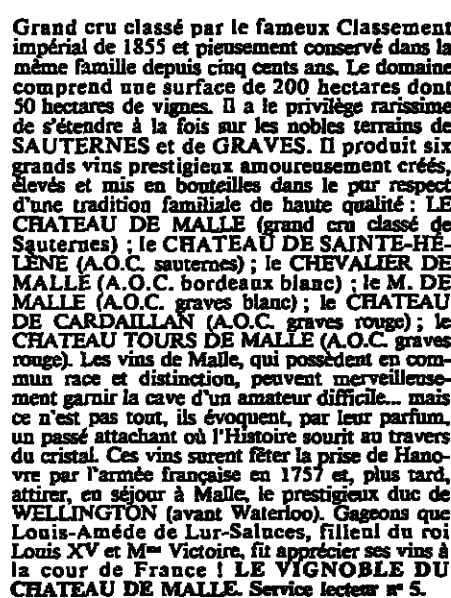 Grand cru classé par le fameux Classement
impérial de 1855 et pieusement conservé dans la
même famille depuis cinq cents ans. Le domaine
comprend une surface de 200 hectares dont
50 hectares de vignes. Il a le privilège rarissime
de s'étendre à la fois sur les nobles terrains de
SAUTERNES et de GRAVES. Il produit six
grands vins prestigieux amoureusement créés,
élevés et mis en bouteilles dans le pur respect
d'une tradition familiale de haute qualité : LE
CHATEAU DE MALLE (grand cru classé de
Sauternes) ; le CHATEAU DE SAINTE-HÉ-
LÈNE (A.O.C. sauternes) ; le CHEVALIER DE
MALLE (A.O.C. bordeaux blanc) ; le M. DE
MALLE (A.O.C. graves blanc) ; le CHATEAU
DE CARDAILLAN (A.O.C. graves rouge) ; le
CHATEAU TOURS DE MALLE (A.O.C. graves
rouge). Les vins de Malle, qui possèdent en com-
mun race et distinction, peuvent merveilleuse-
ment garnir la cave d'un amateur difficile... mais
ce n'est pas tout, ils évoquent, par leur parfum,
un passé attachant où l'Histoire sourit au travers
du cristal. Ces vins surent fêter la prise de Hano-
vre par l'armée française en 1757 et, plus tard,
attirer, en séjour à Malle, le prestigieux duc de
WELLINGTON (avant Waterloo). Gageons que
Louis-Améde de Lur-Saluces, filleul du roi
Louis XV et Mme Victoire, fit apprécier ses vins à
la cour de France ! LE VIGNOBLE DU
CHATEAU DE MALLE. Service lecteur n° 5.